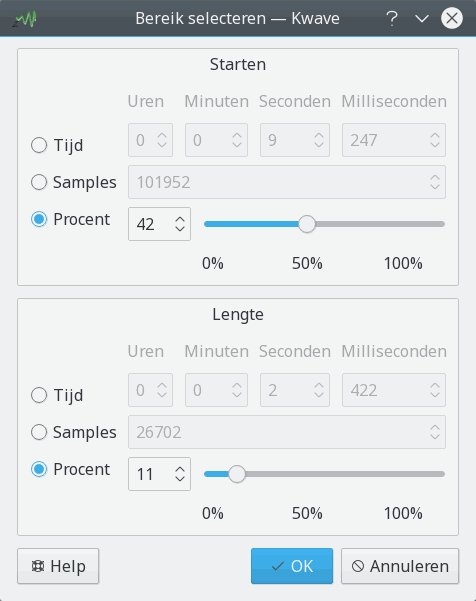 Bereik selecteren — Kwave
Starten
Uren Minuten Seconden Milliseconden
Tijd 0 0 9 247
Samples 101952
Procent 42
0% 50% 100%
Lengte
Uren Minuten Seconden Milliseconden
Tijd 0 0 2 422
Samples 26702
Procent 11
0% 50% 100%
Help OK Annuleren